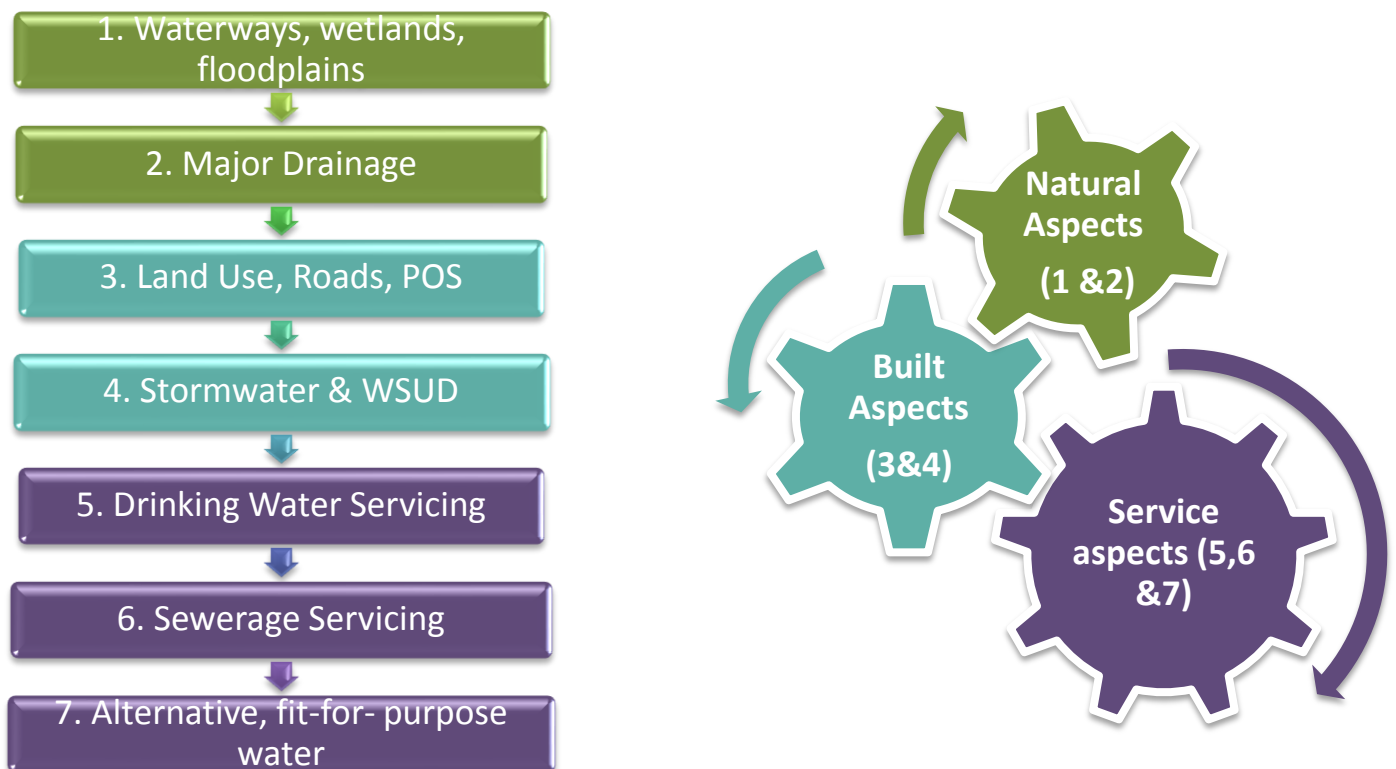 1. Waterways, wetlands,
floodplains
2. Major Drainage
3. Land Use, Roads, POS
4. Stormwater & WSUD
5. Drinking Water Servicing
6. Sewerage Servicing
7. Alternative, fit-for- purpose
water
Natural
Aspects
(1 &2)
Built
Aspects
(3&4)
Service
aspects (5,6
&7)